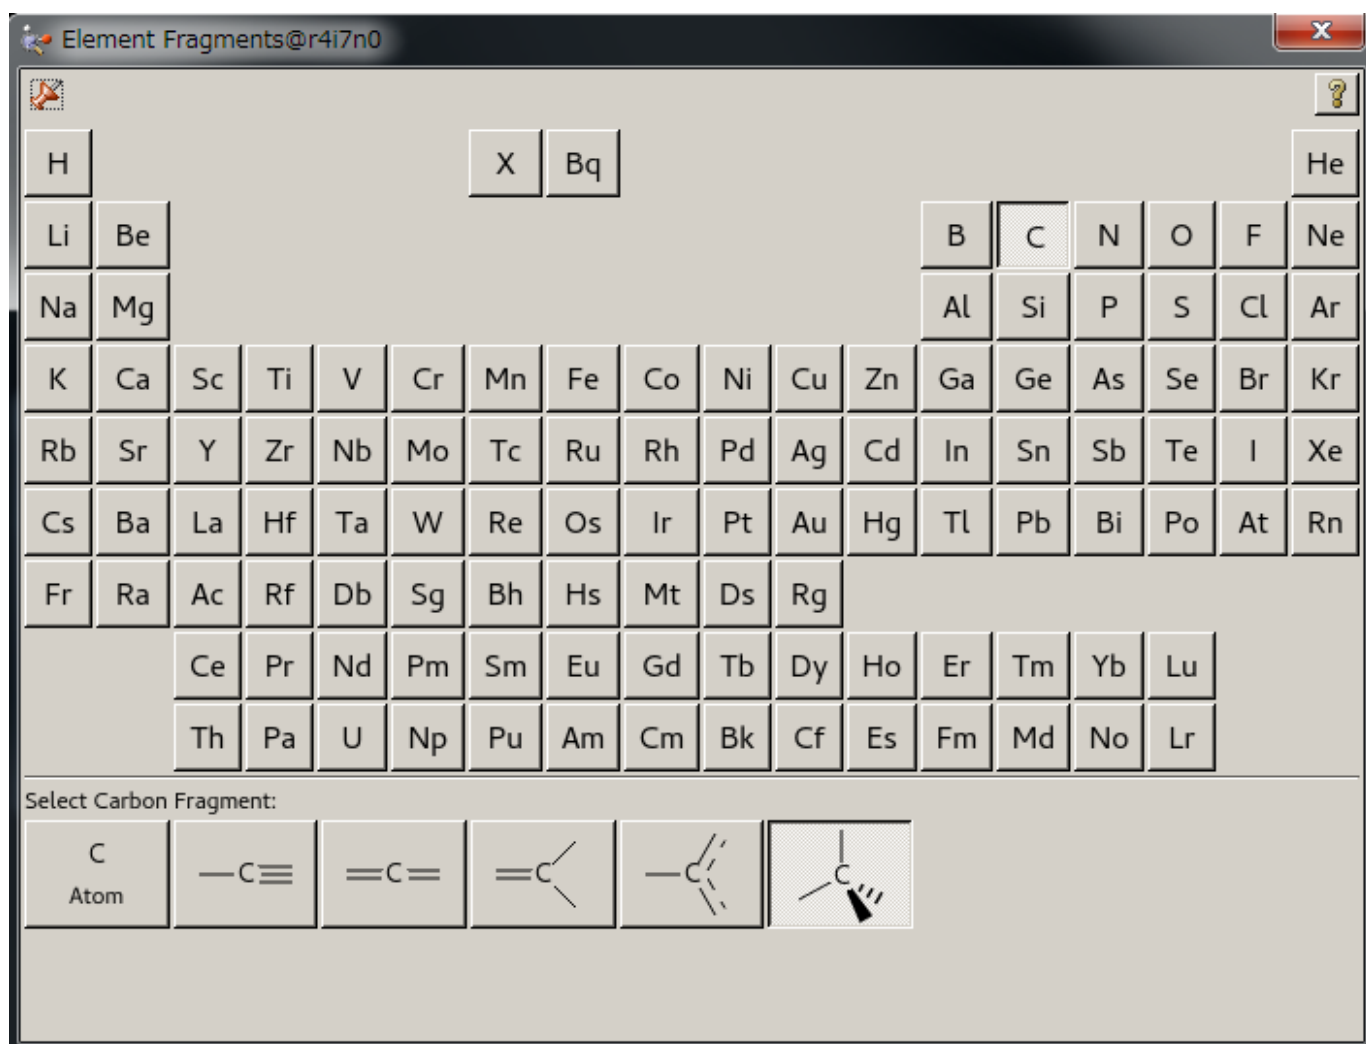 Element Fragments@r4i7n0
H X Bq He
Li Be B C N O F Ne
Na Mg Al Si P S Cl Ar
K Ca Sc Ti V Cr Mn Fe Co Ni Cu Zn Ga Ge As Se Br Kr
Rb Sr Y Zr Nb Mo Tc Ru Rh Pd Ag Cd In Sn Sb Te I Xe
Cs Ba La Hf Ta W Re Os Ir Pt Au Hg Tl Pb Bi Po At Rn
Fr Ra Ac Rf Db Sg Bh Hs Mt Ds Rg
Ce Pr Nd Pm Sm Eu Gd Tb Dy Ho Er Tm Yb Lu
Th Pa U Np Pu Am Cm Bk Cf Es Fm Md No Lr
Select Carbon Fragment:
C C C C C C
Atom